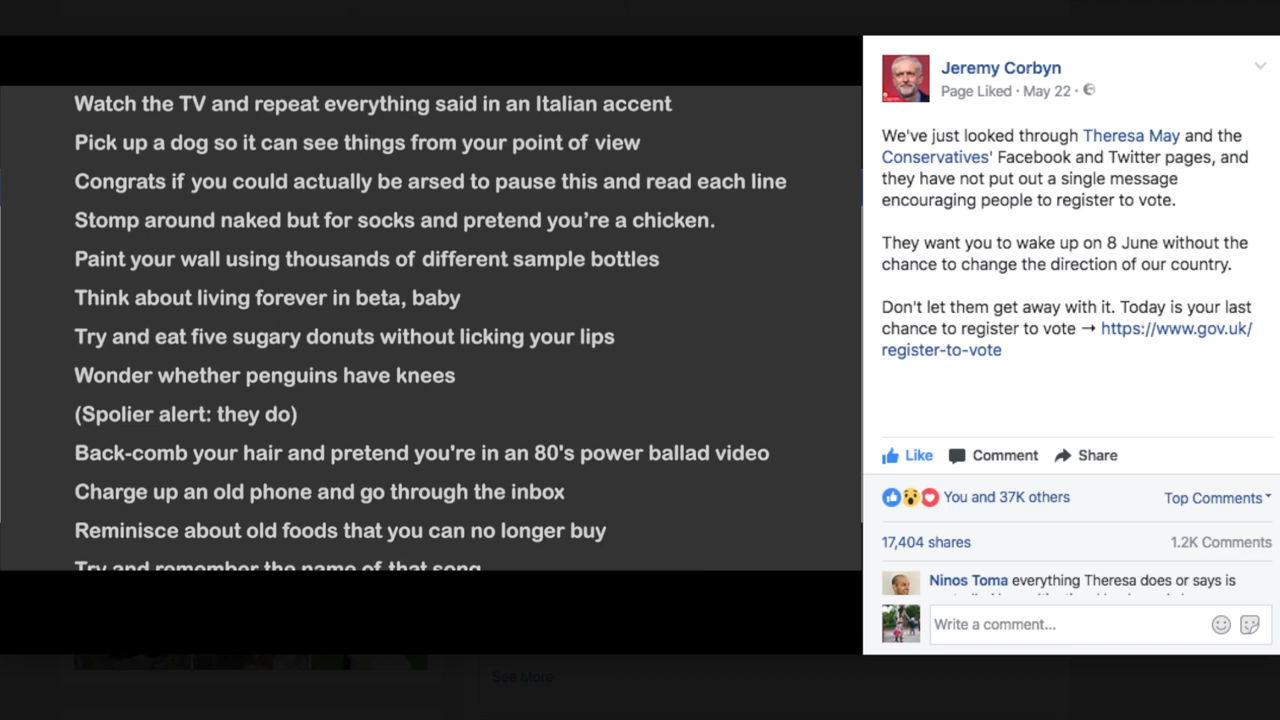 Watch the TV and repeat everything said in an Italian accent
Pick up a dog so it can see things from your point of view
Congrats if you could actually be arsed to pause this and read each line
Stomp around naked but for socks and pretend you’re a chicken.
Paint your wall using thousands of different sample bottles
Think about living forever in beta, baby
Try and eat five sugary donuts without licking your lips
Wonder whether penguins have knees
(Spolier alert: they do)
Back-comb your hair and pretend you're in an 80's power ballad video
Charge up an old phone and go through the inbox
Reminisce about old foods that you can no longer buy
Try and remember the name of that song
Jeremy Corbyn
Page Liked · May 22 ·
We've just looked through Theresa May and the
Conservatives' Facebook and Twitter pages, and
they have not put out a single message
encouraging people to register to vote.
They want you to wake up on 8 June without the
chance to change the direction of our country.
Don't let them get away with it. Today is your last
chance to register to vote → https://www.gov.uk/
register-to-vote
Like Comment Share
You and 37K others Top Comments
17,404 shares 1.2K Comments
Ninos Toma everything Theresa does or says is
Write a comment...
See More